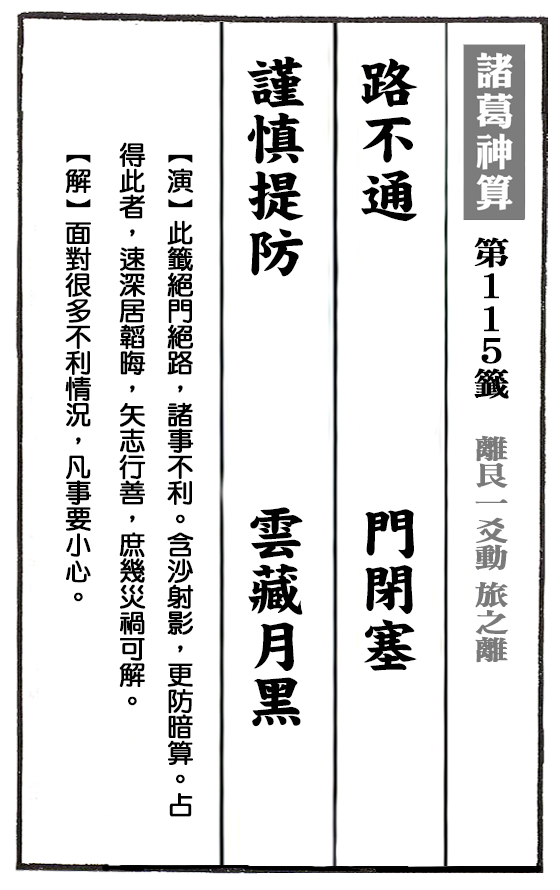 諸葛神算 第115籤 離艮一爻動 旅之離
路不通 門閉塞
謹慎提防 雲藏月黑
【演】此籤絕門絕路，諸事不利。含沙射影，更防暗算。占
得此者，速深居韜晦，矢志行善，庶幾災禍可解。
【解】面對很多不利情況，凡事要小心。